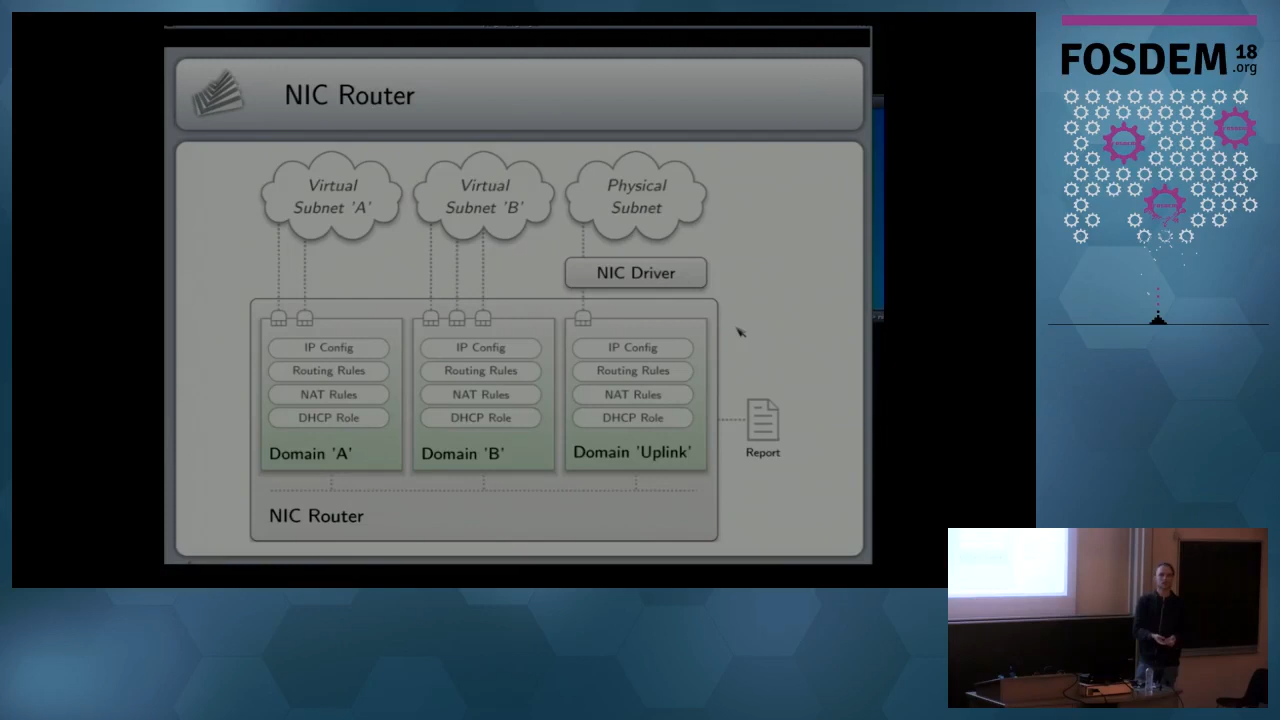 NIC Router
Virtual
Subnet 'A'
Virtual
Subnet 'B'
Physical
Subnet
NIC Driver
IP Config
Routing Rules
NAT Rules
DHCP Role
Domain 'A'
IP Config
Routing Rules
NAT Rules
DHCP Role
Domain 'B'
IP Config
Routing Rules
NAT Rules
DHCP Role
Domain 'Uplink'
Report
NIC Router
FOSDEM 18
.org